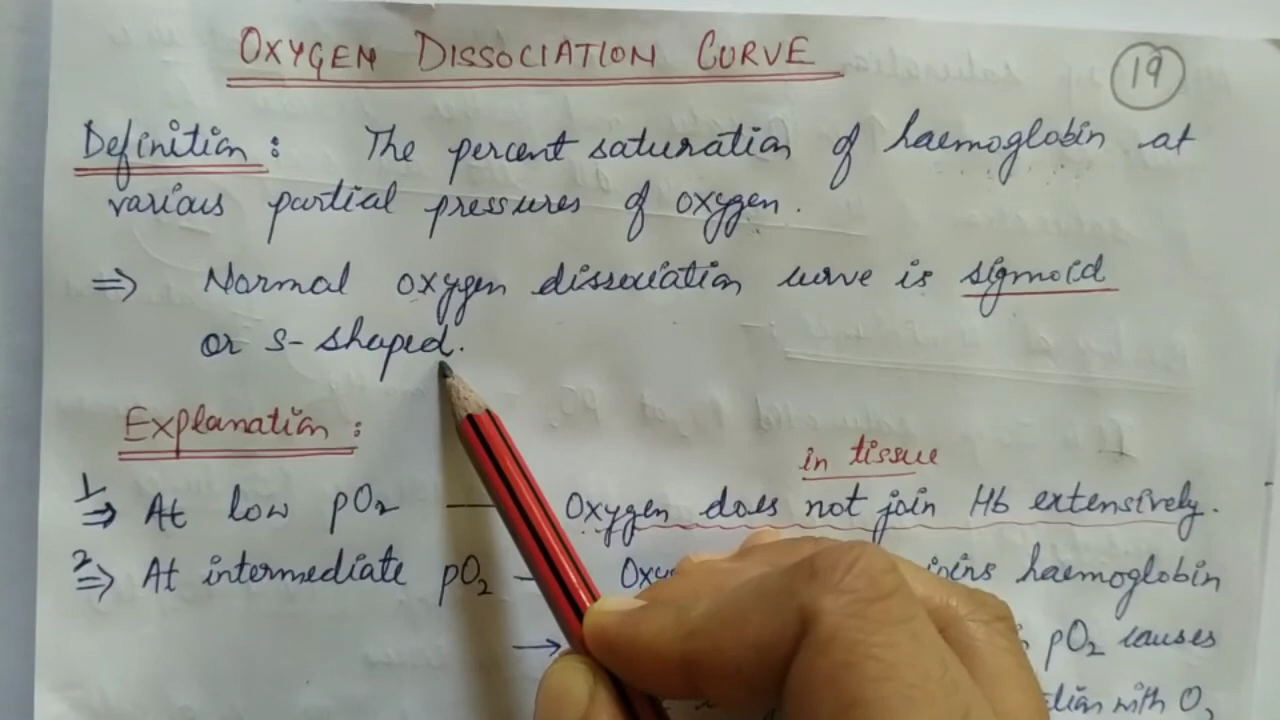 OXYGEN DISSOCIATION CURVE
19
Definition : The percent saturation of haemoglobin at
various partial pressures of oxygen.
⇒ Normal oxygen dissociation curve is sigmoid
or s-shaped.
Explanation :
in tissue
1⇒ At low pO2 — Oxygen does not join Hb extensively.
2⇒ At intermediate pO2 — joins haemoglobin
→ pO2 causes
with O2